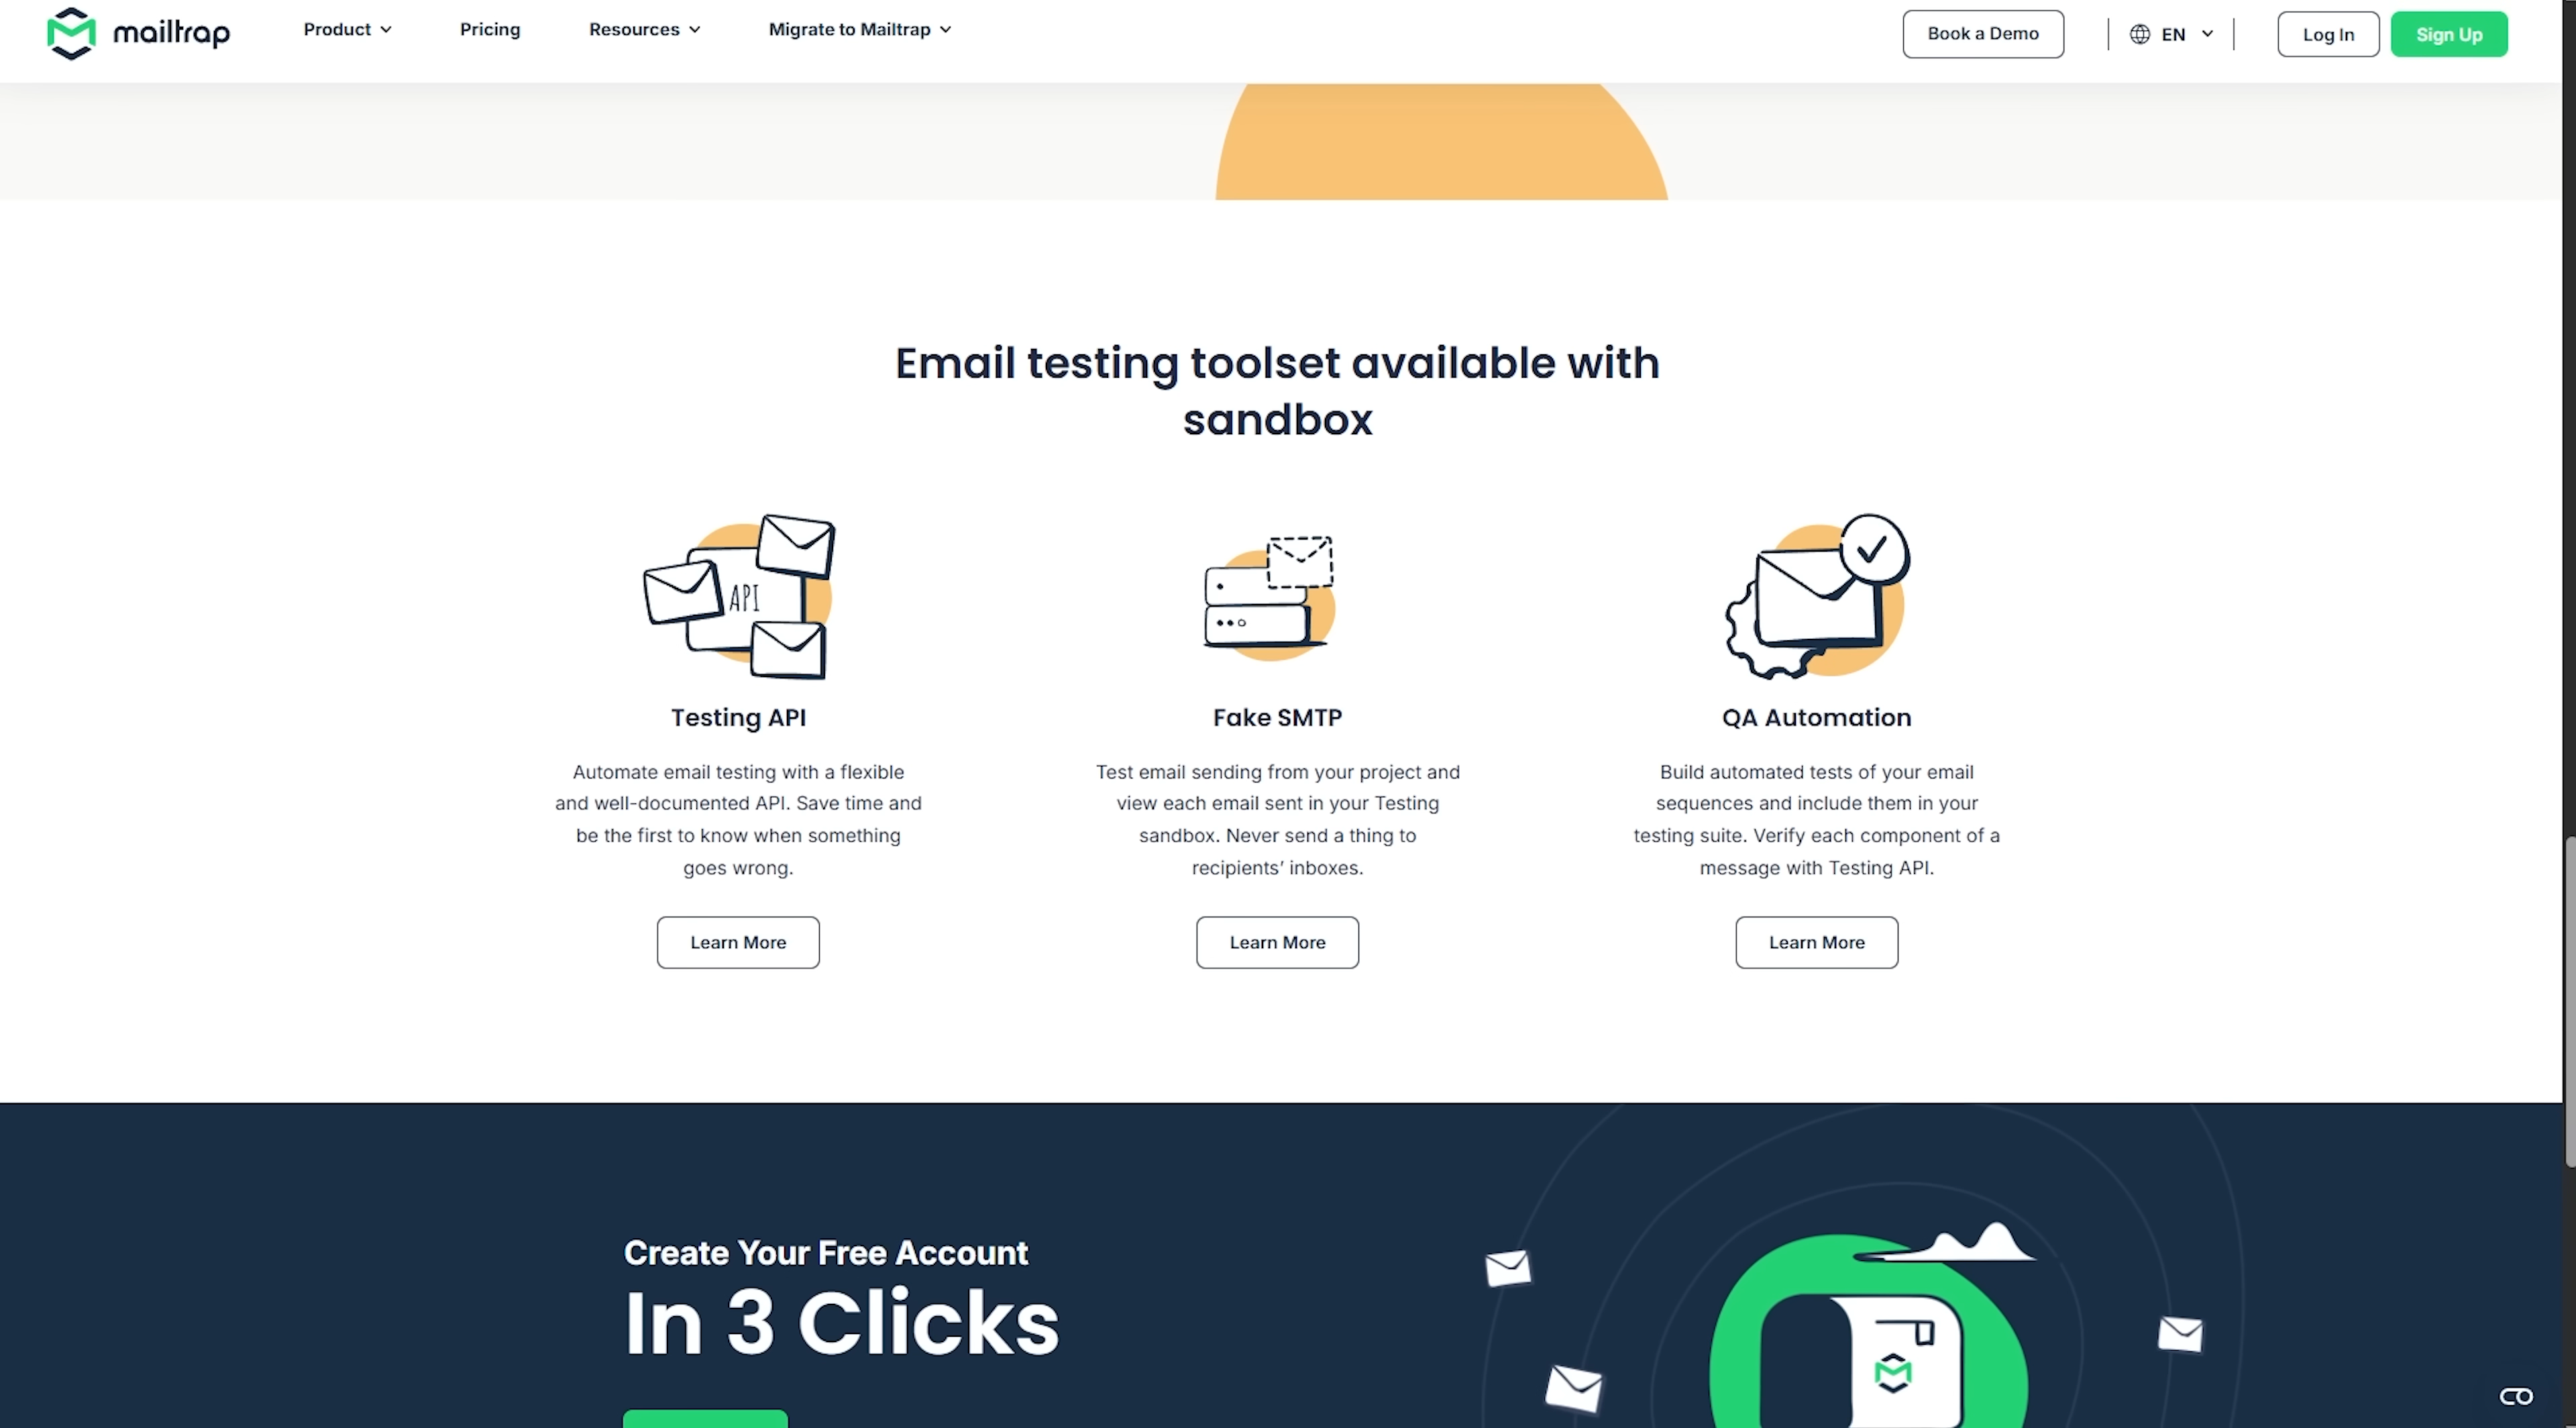 mailtrap
Product
Pricing
Resources
Migrate to Mailtrap
Book a Demo
EN
Log In
Sign Up
Email testing toolset available with
sandbox
API
Testing API
Automate email testing with a flexible
and well-documented API. Save time and
be the first to know when something
goes wrong.
Learn More
Fake SMTP
Test email sending from your project and
view each email sent in your Testing
sandbox. Never send a thing to
recipients’ inboxes.
Learn More
QA Automation
Build automated tests of your email
sequences and include them in your
testing suite. Verify each component of a
message with Testing API.
Learn More
Create Your Free Account
In 3 Clicks